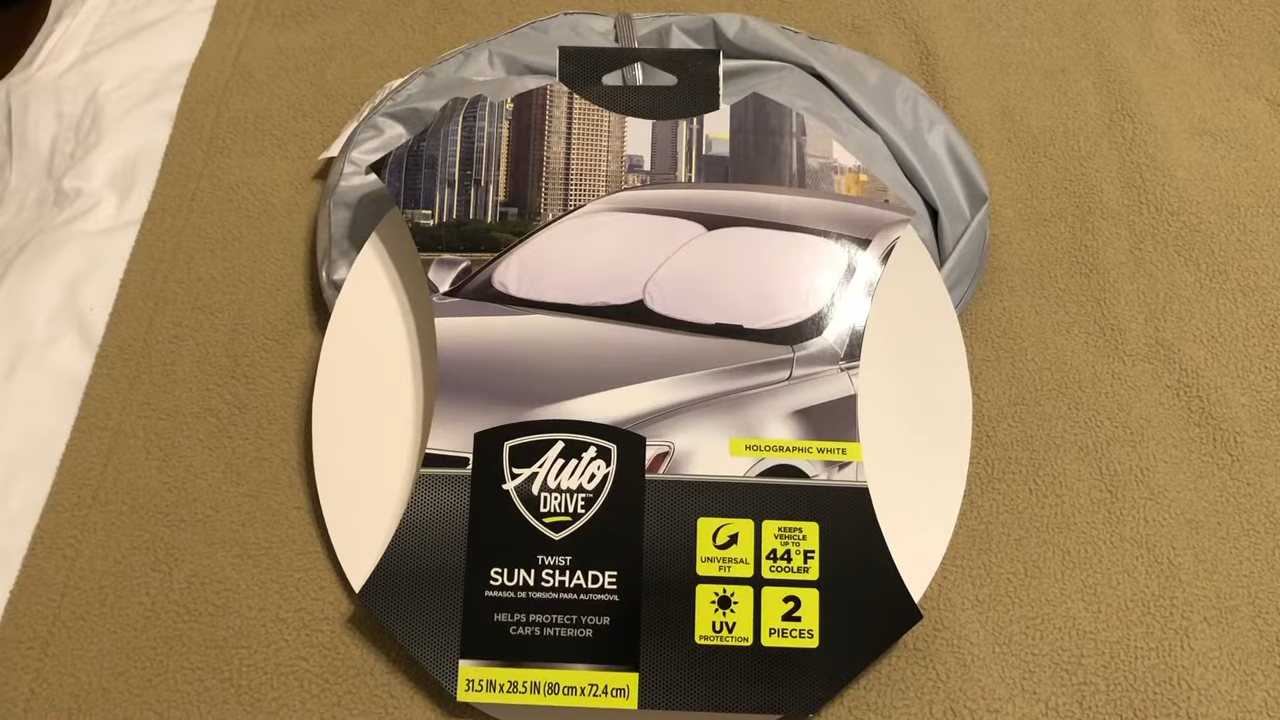 HOLOGRAPHIC WHITE
Auto
DRIVE™
TWIST
SUN SHADE
PARASOL DE TORSIÓN PARA AUTOMÓVIL
HELPS PROTECT YOUR
CAR'S INTERIOR
31.5 IN x 28.5 IN (80 cm x 72.4 cm)
UNIVERSAL
FIT
KEEPS
VEHICLE
UP TO
44°F
COOLER*
UV
PROTECTION
2
PIECES